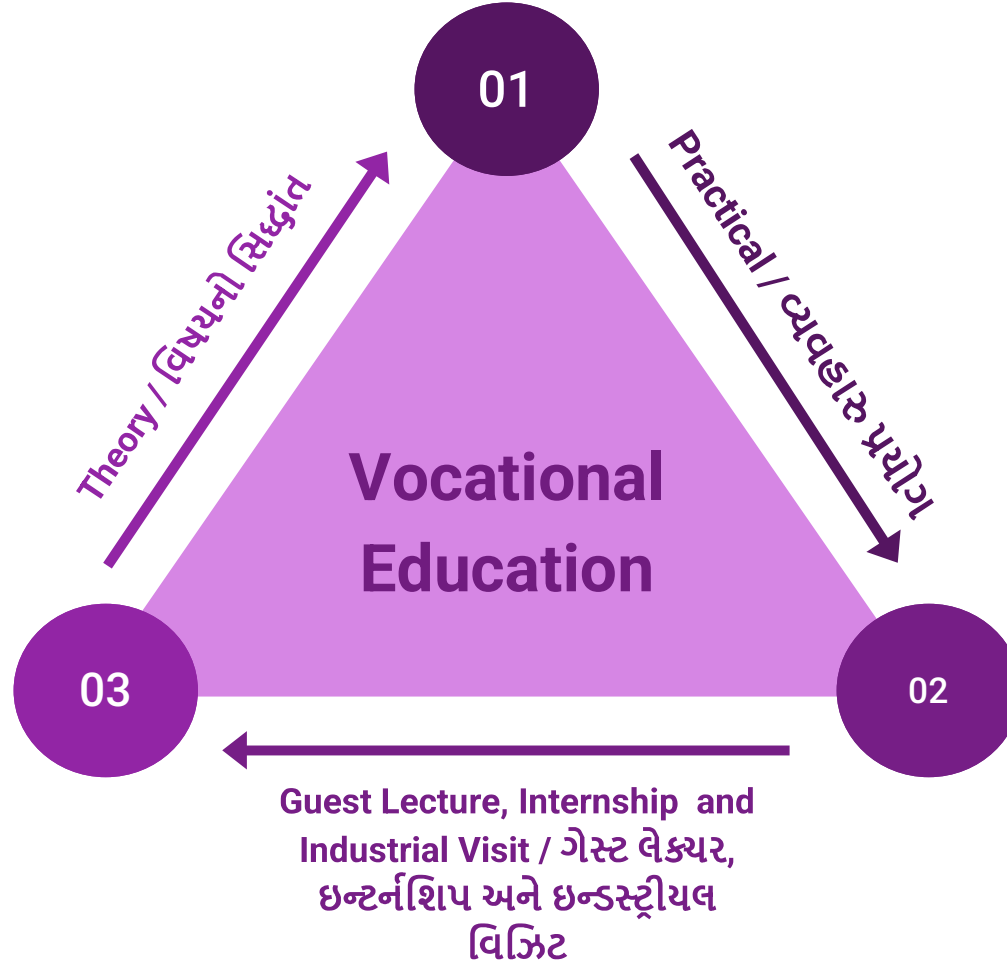 01
Theory / વિષયનો સિદ્ધાંત
Practical / વ્યવહારુ પ્રયોગ
Vocational
Education
03
02
Guest Lecture, Internship and
Industrial Visit / ગેસ્ટ લેક્ચર,
ઇન્ટર્નશિપ અને ઇન્ડસ્ટ્રીયલ
વિઝિટ